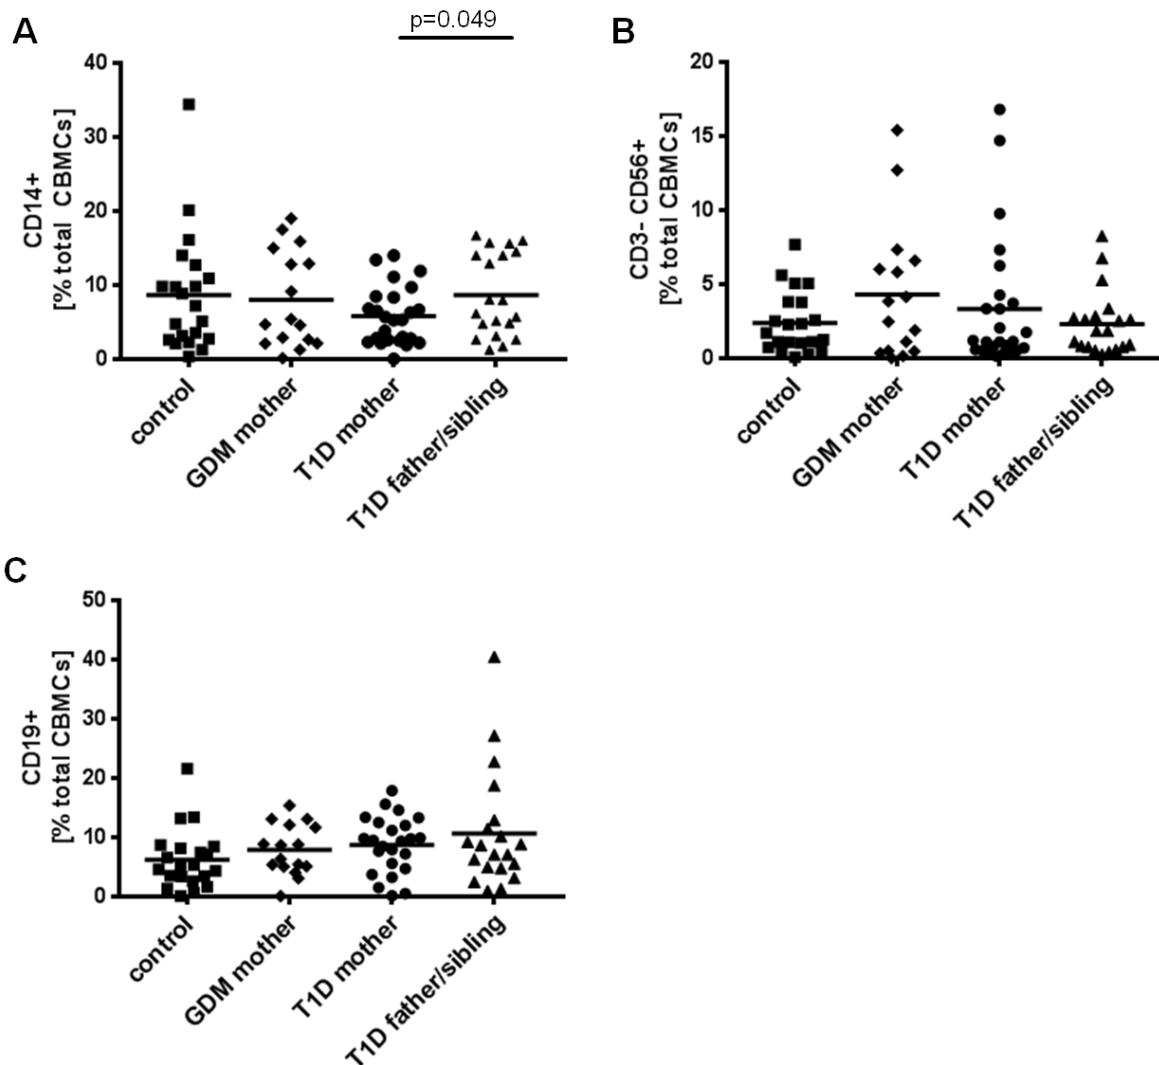 A
p=0.049
CD14+
[% total CBMCs]
40
30
20
10
0
control
GDM mother
T1D mother
T1D father/sibling
B
CD3- CD56+
[% total CBMCs]
20
15
10
5
0
control
GDM mother
T1D mother
T1D father/sibling
C
CD19+
[% total CBMCs]
50
40
30
20
10
0
control
GDM mother
T1D mother
T1D father/sibling